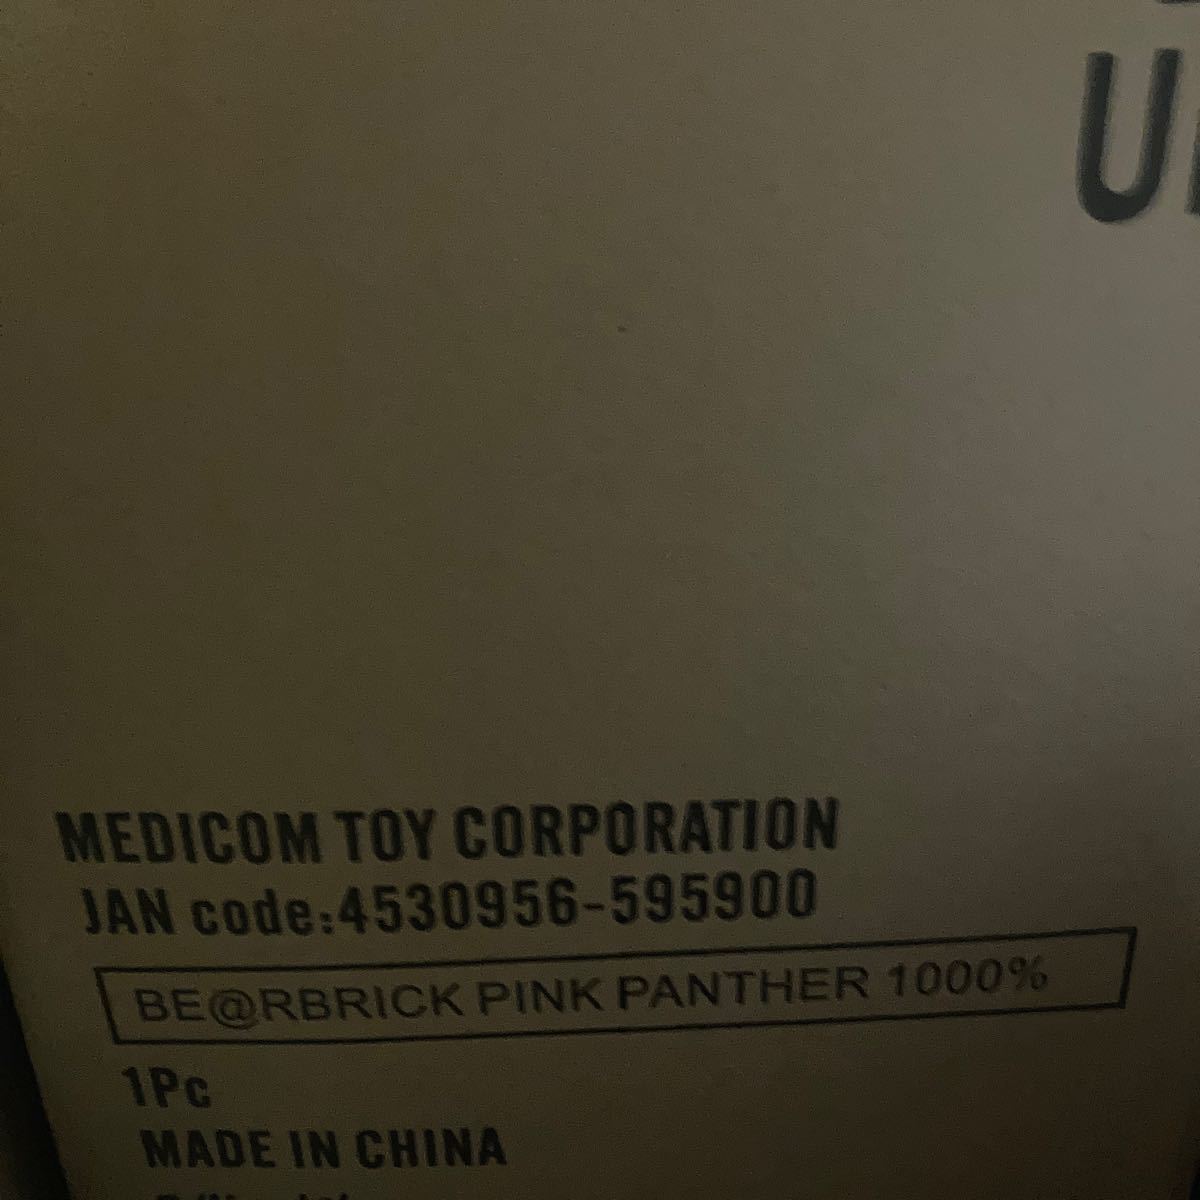 MEDICOM TOY CORPORATION
JAN code:4530956-595900
BE@RBRICK PINK PANTHER 1000%
1Pc
MADE IN CHINA